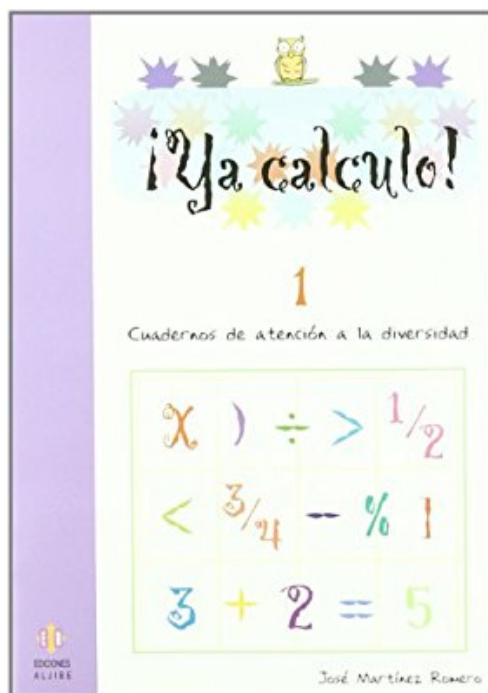 ¡Ya calculo!
1
Cuadernos de atención a la diversidad
X ) ÷ > 1/2
< 3/4 - % 1
3 + 2 = 5
EDICIONES
ALJIBE
José Martínez Romero